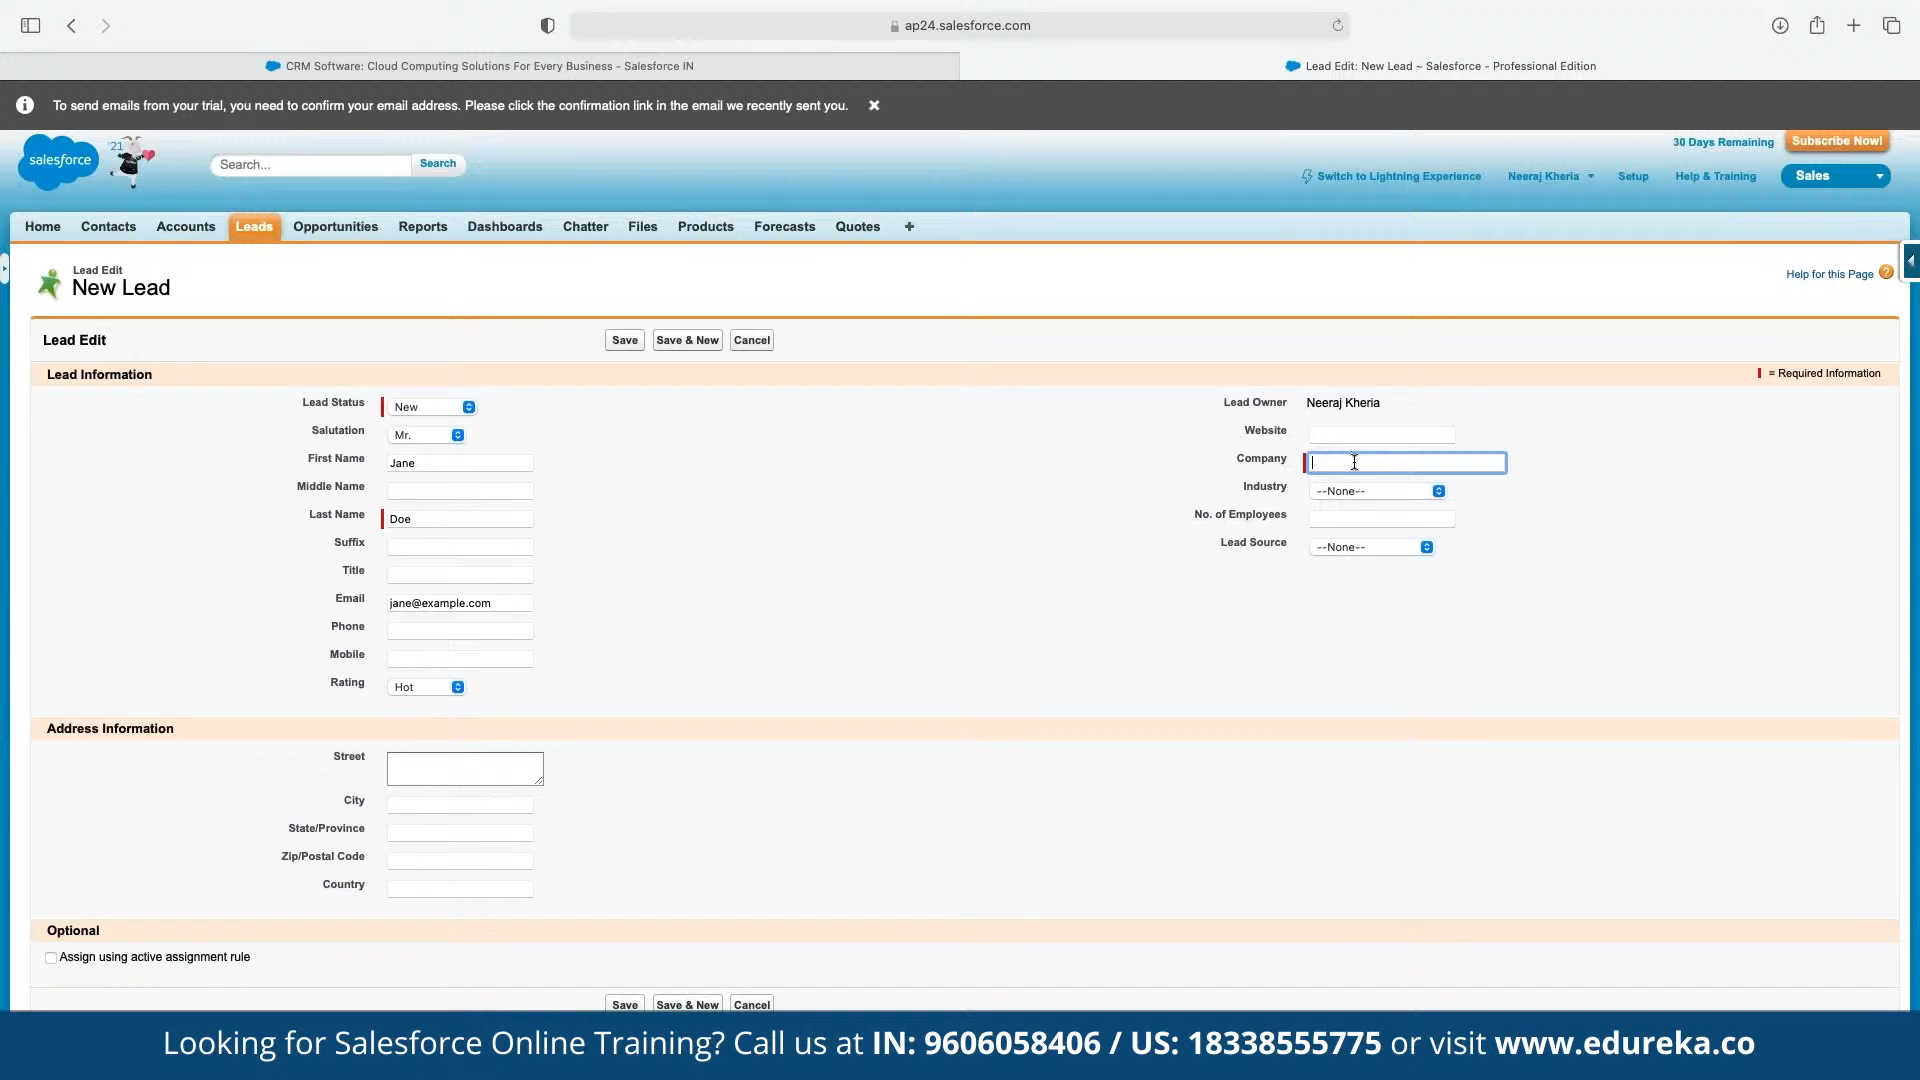 ap24.salesforce.com
CRM Software: Cloud Computing Solutions For Every Business - Salesforce IN
Lead Edit: New Lead ~ Salesforce - Professional Edition
To send emails from your trial, you need to confirm your email address. Please click the confirmation link in the email we recently sent you.
salesforce
'21
Search...
Search
30 Days Remaining
Subscribe Now!
Switch to Lightning Experience
Neeraj Kheria
Setup
Help & Training
Sales
Home
Contacts
Accounts
Leads
Opportunities
Reports
Dashboards
Chatter
Files
Products
Forecasts
Quotes
+
Lead Edit
New Lead
Help for this Page ?
Lead Edit
Save
Save & New
Cancel
Lead Information
= Required Information
Lead Status
New
Salutation
Mr.
First Name
Jane
Middle Name
Last Name
Doe
Suffix
Title
Email
jane@example.com
Phone
Mobile
Rating
Hot
Lead Owner
Neeraj Kheria
Website
Company
Industry
--None--
No. of Employees
Lead Source
--None--
Address Information
Street
City
State/Province
Zip/Postal Code
Country
Optional
Assign using active assignment rule
Save
Save & New
Cancel
Looking for Salesforce Online Training? Call us at IN: 9606058406 / US: 18338555775 or visit www.edureka.co